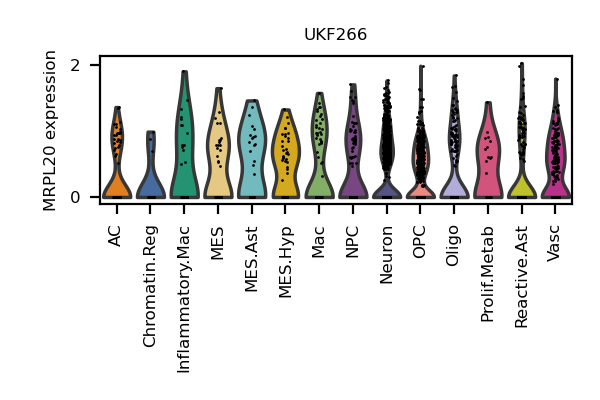 UKF266
MRPL20 expression
2
0
AC
Chromatin.Reg
Inflammatory.Mac
MES
MES.Ast
MES.Hyp
Mac
NPC
Neuron
OPC
Oligo
Prolif.Metab
Reactive.Ast
Vasc